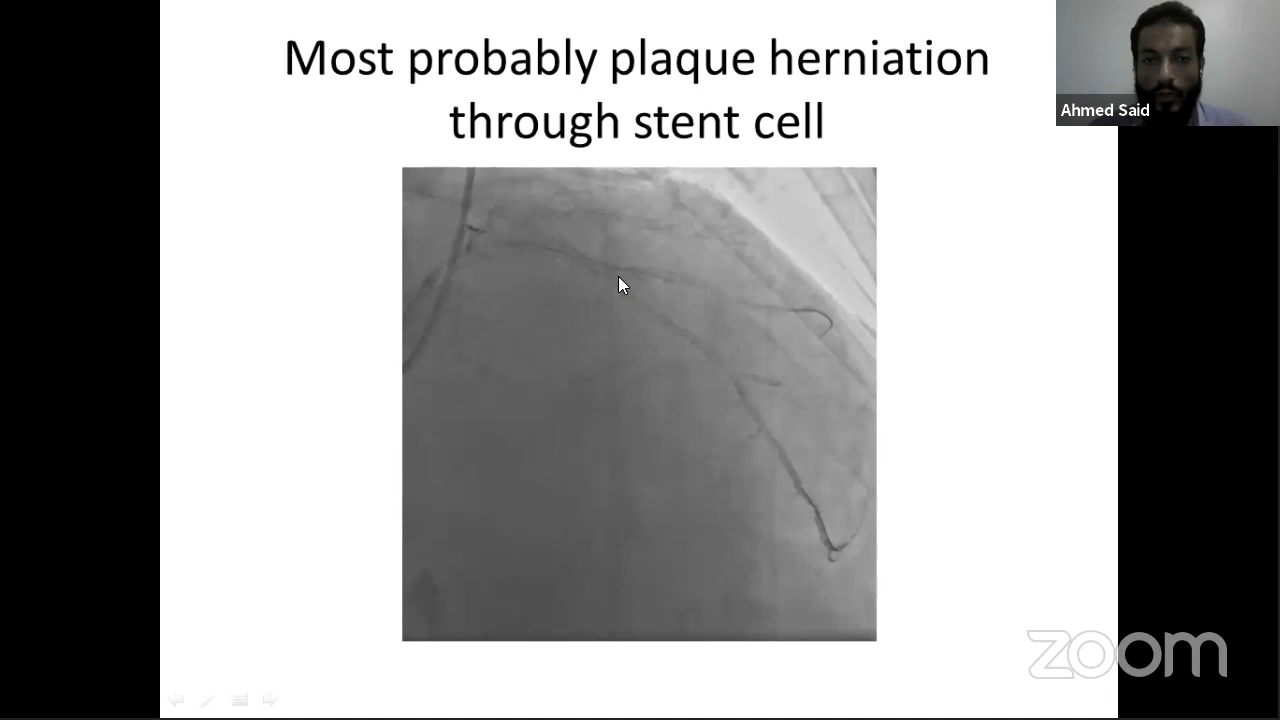 Most probably plaque herniation
through stent cell
Ahmed Said
zoom